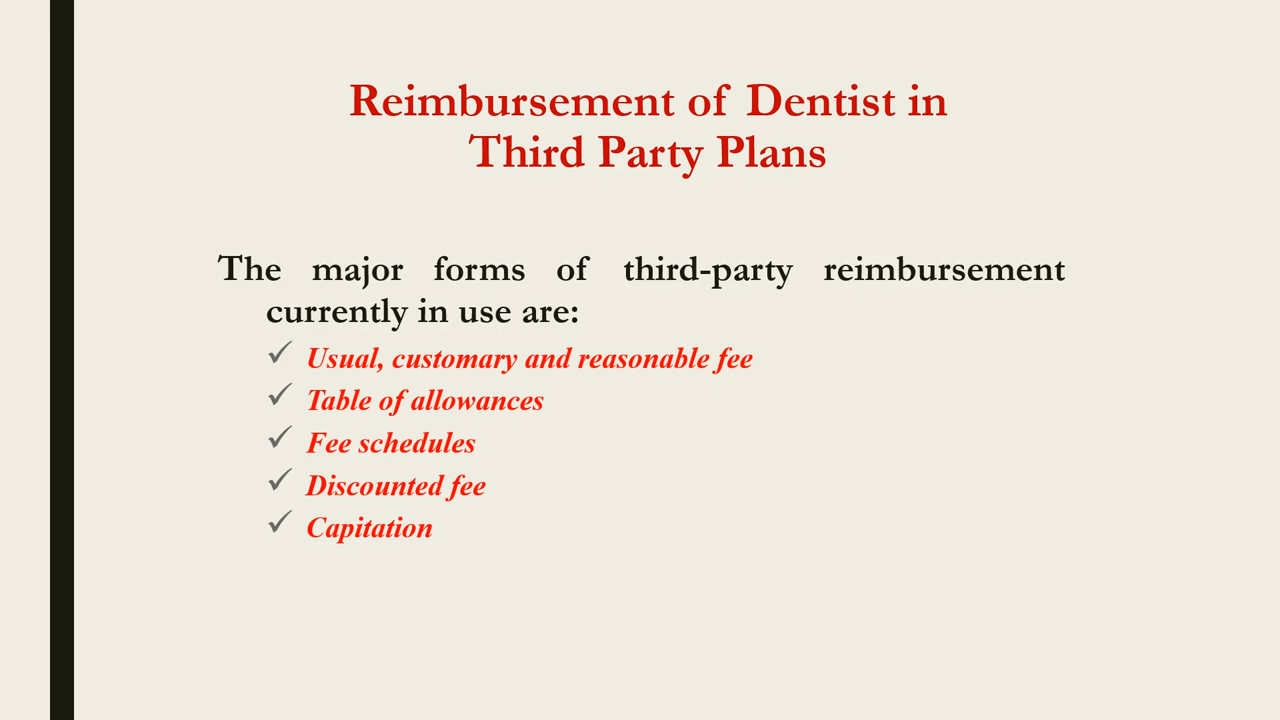 Reimbursement of Dentist in
Third Party Plans
The major forms of third-party reimbursement
currently in use are:
✓ Usual, customary and reasonable fee
✓ Table of allowances
✓ Fee schedules
✓ Discounted fee
✓ Capitation